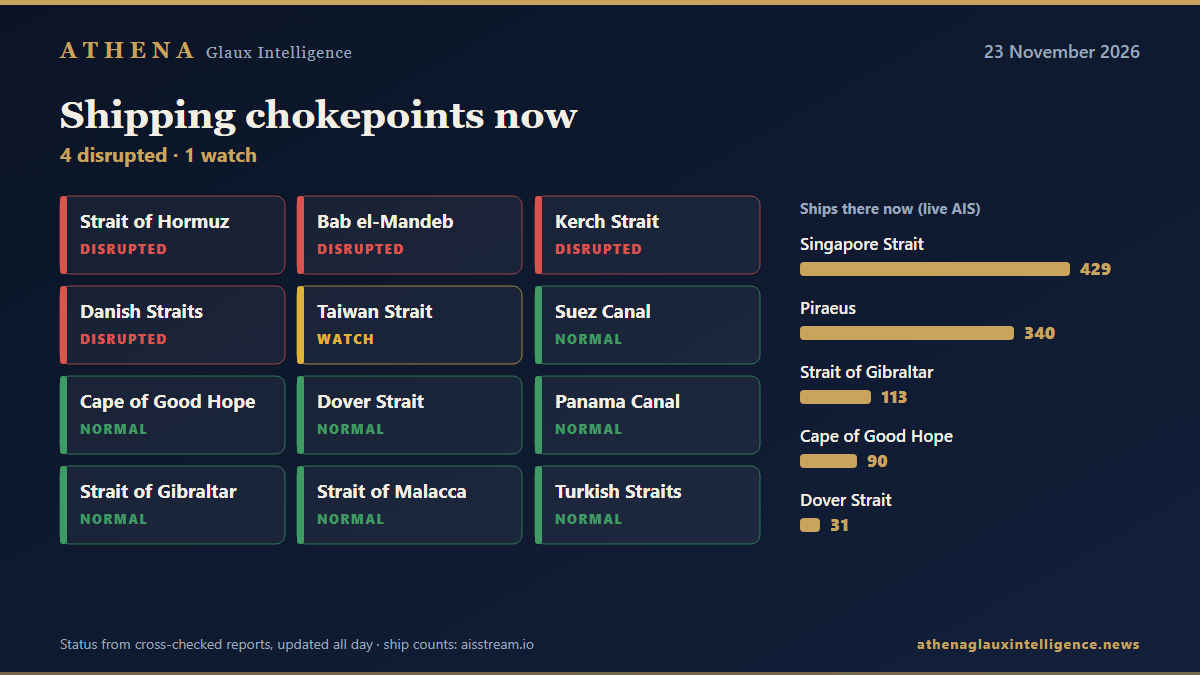 ATHENA Glaux Intelligence
23 November 2026
Shipping chokepoints now
4 disrupted · 1 watch
Strait of Hormuz
DISRUPTED
Bab el-Mandeb
DISRUPTED
Kerch Strait
DISRUPTED
Danish Straits
DISRUPTED
Taiwan Strait
WATCH
Suez Canal
NORMAL
Cape of Good Hope
NORMAL
Dover Strait
NORMAL
Panama Canal
NORMAL
Strait of Gibraltar
NORMAL
Strait of Malacca
NORMAL
Turkish Straits
NORMAL
Ships there now (live AIS)
Singapore Strait
429
Piraeus
340
Strait of Gibraltar
113
Cape of Good Hope
90
Dover Strait
31
Status from cross-checked reports, updated all day · ship counts: aisstream.io
athenaglauxintelligence.news